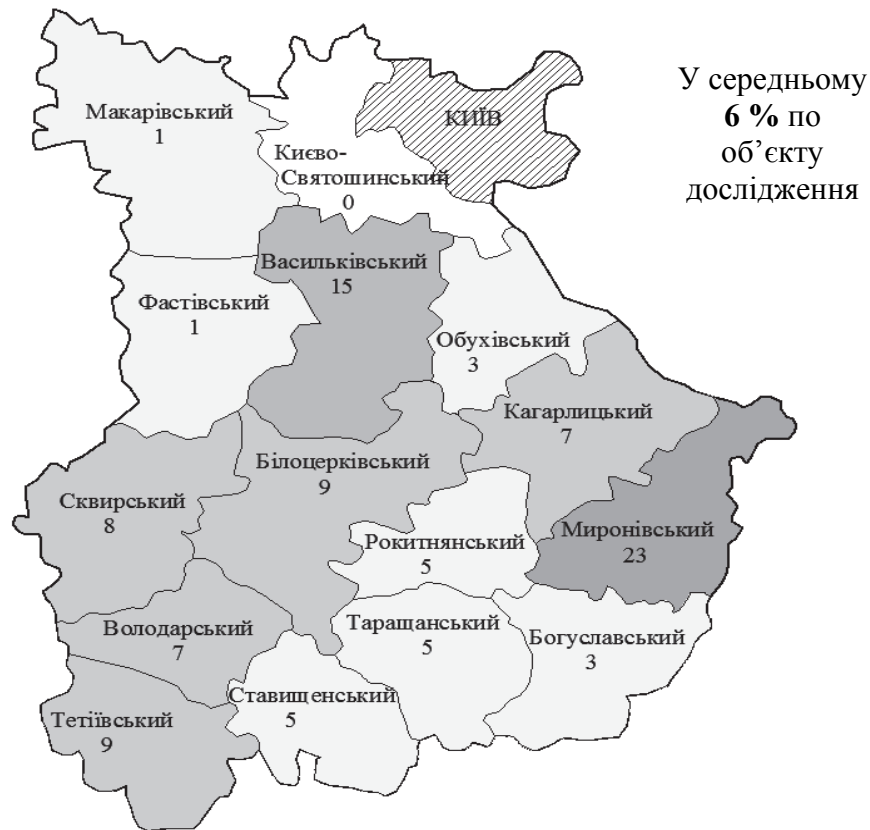 У середньому
6 % по
об’єкту
дослідження
КИЇВ
Макарівський
1
Києво-
Святошинський
0
Васильківський
15
Фастівський
1
Обухівський
3
Кагарлицький
7
Білоцерківський
9
Сквирський
8
Миронівський
23
Рокитнянський
5
Таращанський
5
Володарський
7
Богуславський
3
Ставищенський
5
Тетіївський
9